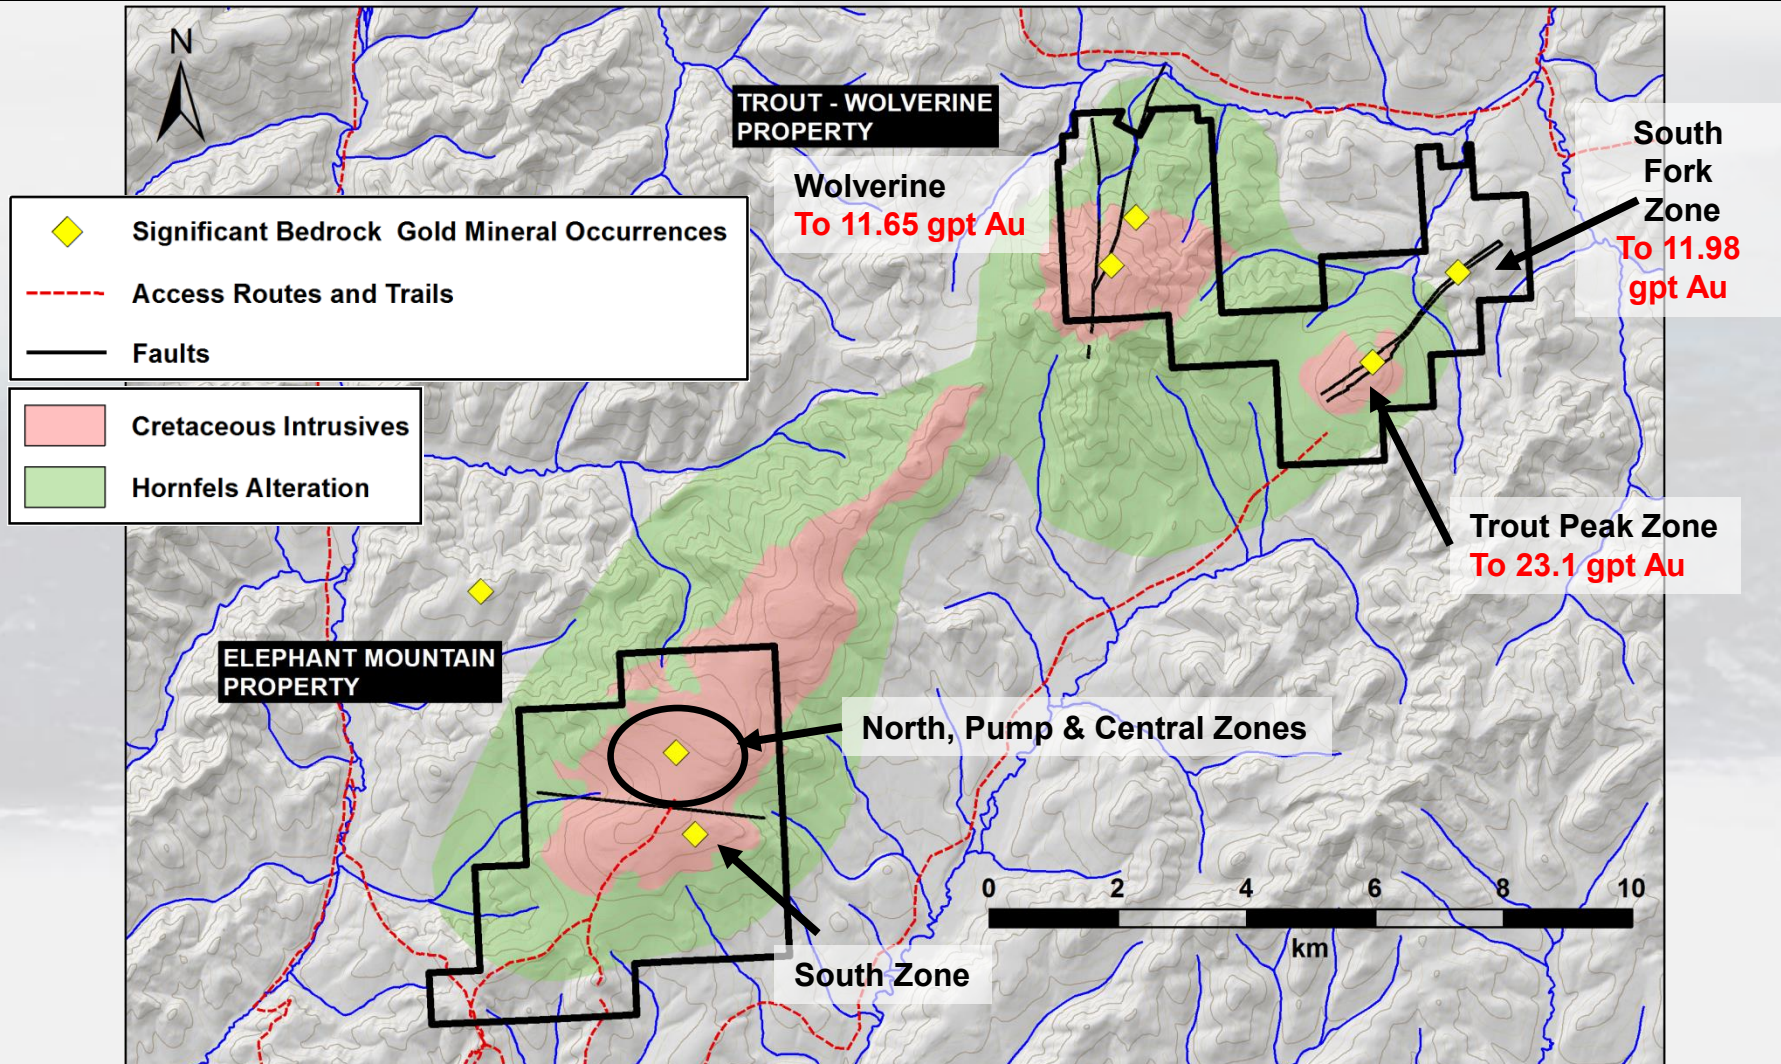 N
TROUT - WOLVERINE
PROPERTY
Wolverine
To 11.65 gpt Au
South
Fork
Zone
To 11.98
gpt Au
Significant Bedrock Gold Mineral Occurrences
Access Routes and Trails
Faults
Cretaceous Intrusives
Hornfels Alteration
Trout Peak Zone
To 23.1 gpt Au
ELEPHANT MOUNTAIN
PROPERTY
North, Pump & Central Zones
0 2 4 6 8 10
km
South Zone